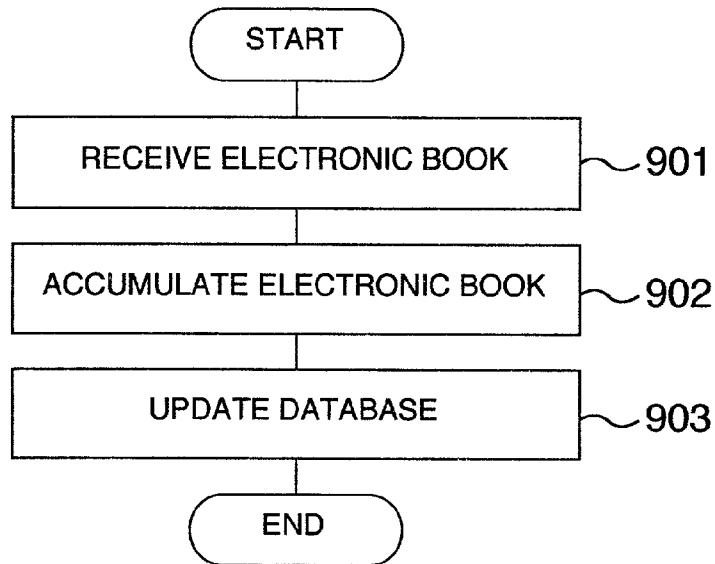 START
RECEIVE ELECTRONIC BOOK 901
ACCUMULATE ELECTRONIC BOOK 902
UPDATE DATABASE 903
END